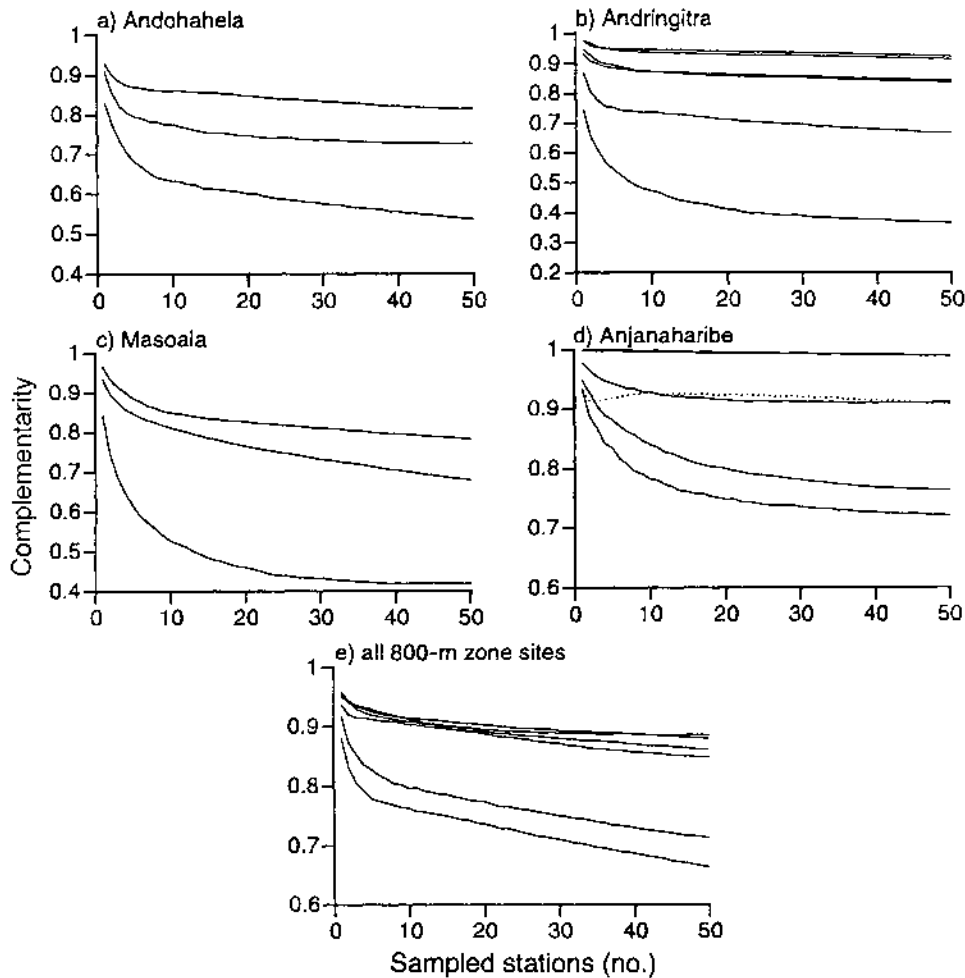 a) Andohahela
1
0.9
0.8
0.7
0.6
0.5
0.4
0 10 20 30 40 50
b) Andringitra
1
0.9
0.8
0.7
0.6
0.5
0.4
0.3
0.2
0 10 20 30 40 50
c) Masoala
1
0.9
0.8
0.7
0.6
0.5
0.4
0 10 20 30 40 50
d) Anjanaharibe
1
0.9
0.8
0.7
0.6
0 10 20 30 40 50
Complementarity
e) all 800-m zone sites
1
0.9
0.8
0.7
0.6
0 10 20 30 40 50
Sampled stations (no.)